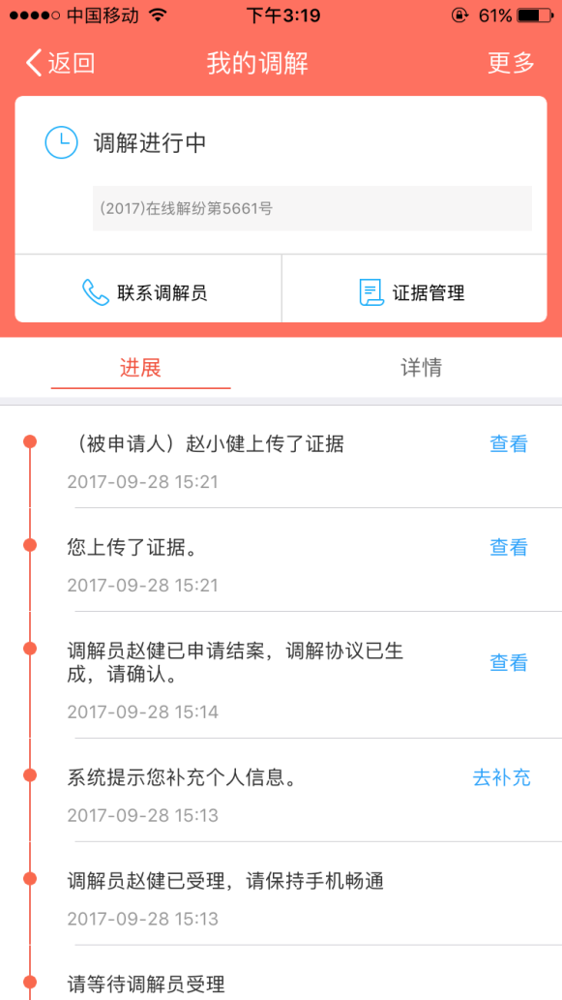 中国移动 下午3:19 61%
返回 我的调解 更多
调解进行中
(2017)在线解纷第5661号
联系调解员 证据管理
进展 详情
（被申请人）赵小健上传了证据 查看
2017-09-28 15:21
您上传了证据。 查看
2017-09-28 15:21
调解员赵健已申请结案，调解协议已生
成，请确认。 查看
2017-09-28 15:14
系统提示您补充个人信息。 去补充
2017-09-28 15:13
调解员赵健已受理，请保持手机畅通
2017-09-28 15:13
请等待调解员受理